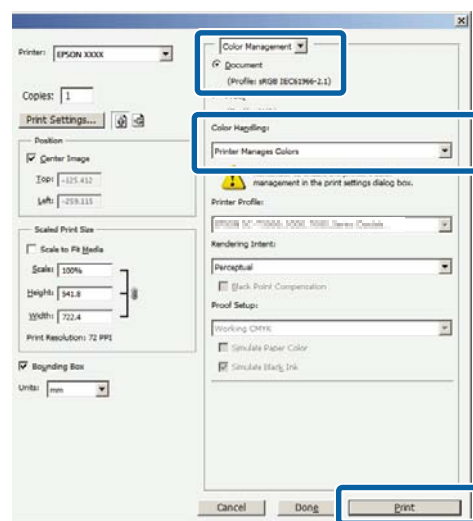 Printer: EPSON XXXX
Copies: 1
Print Settings...
Position
Center Image
Top: -125.412
Left: -259.115
Scaled Print Size
Scale to Fit Media
Scale: 100%
Height: 541.8
Width: 722.4
Print Resolution: 72 PPI
Bounding Box
Units: mm
Color Management
Document
(Profile: sRGB IEC61966-2.1)
Color Handling:
Printer Manages Colors
management in the print settings dialog box.
Printer Profile:
Rendering Intent:
Perceptual
Black Point Compensation
Proof Setup:
Working CMYK
Simulate Paper Color
Simulate Black Ink
Cancel
Done
Print